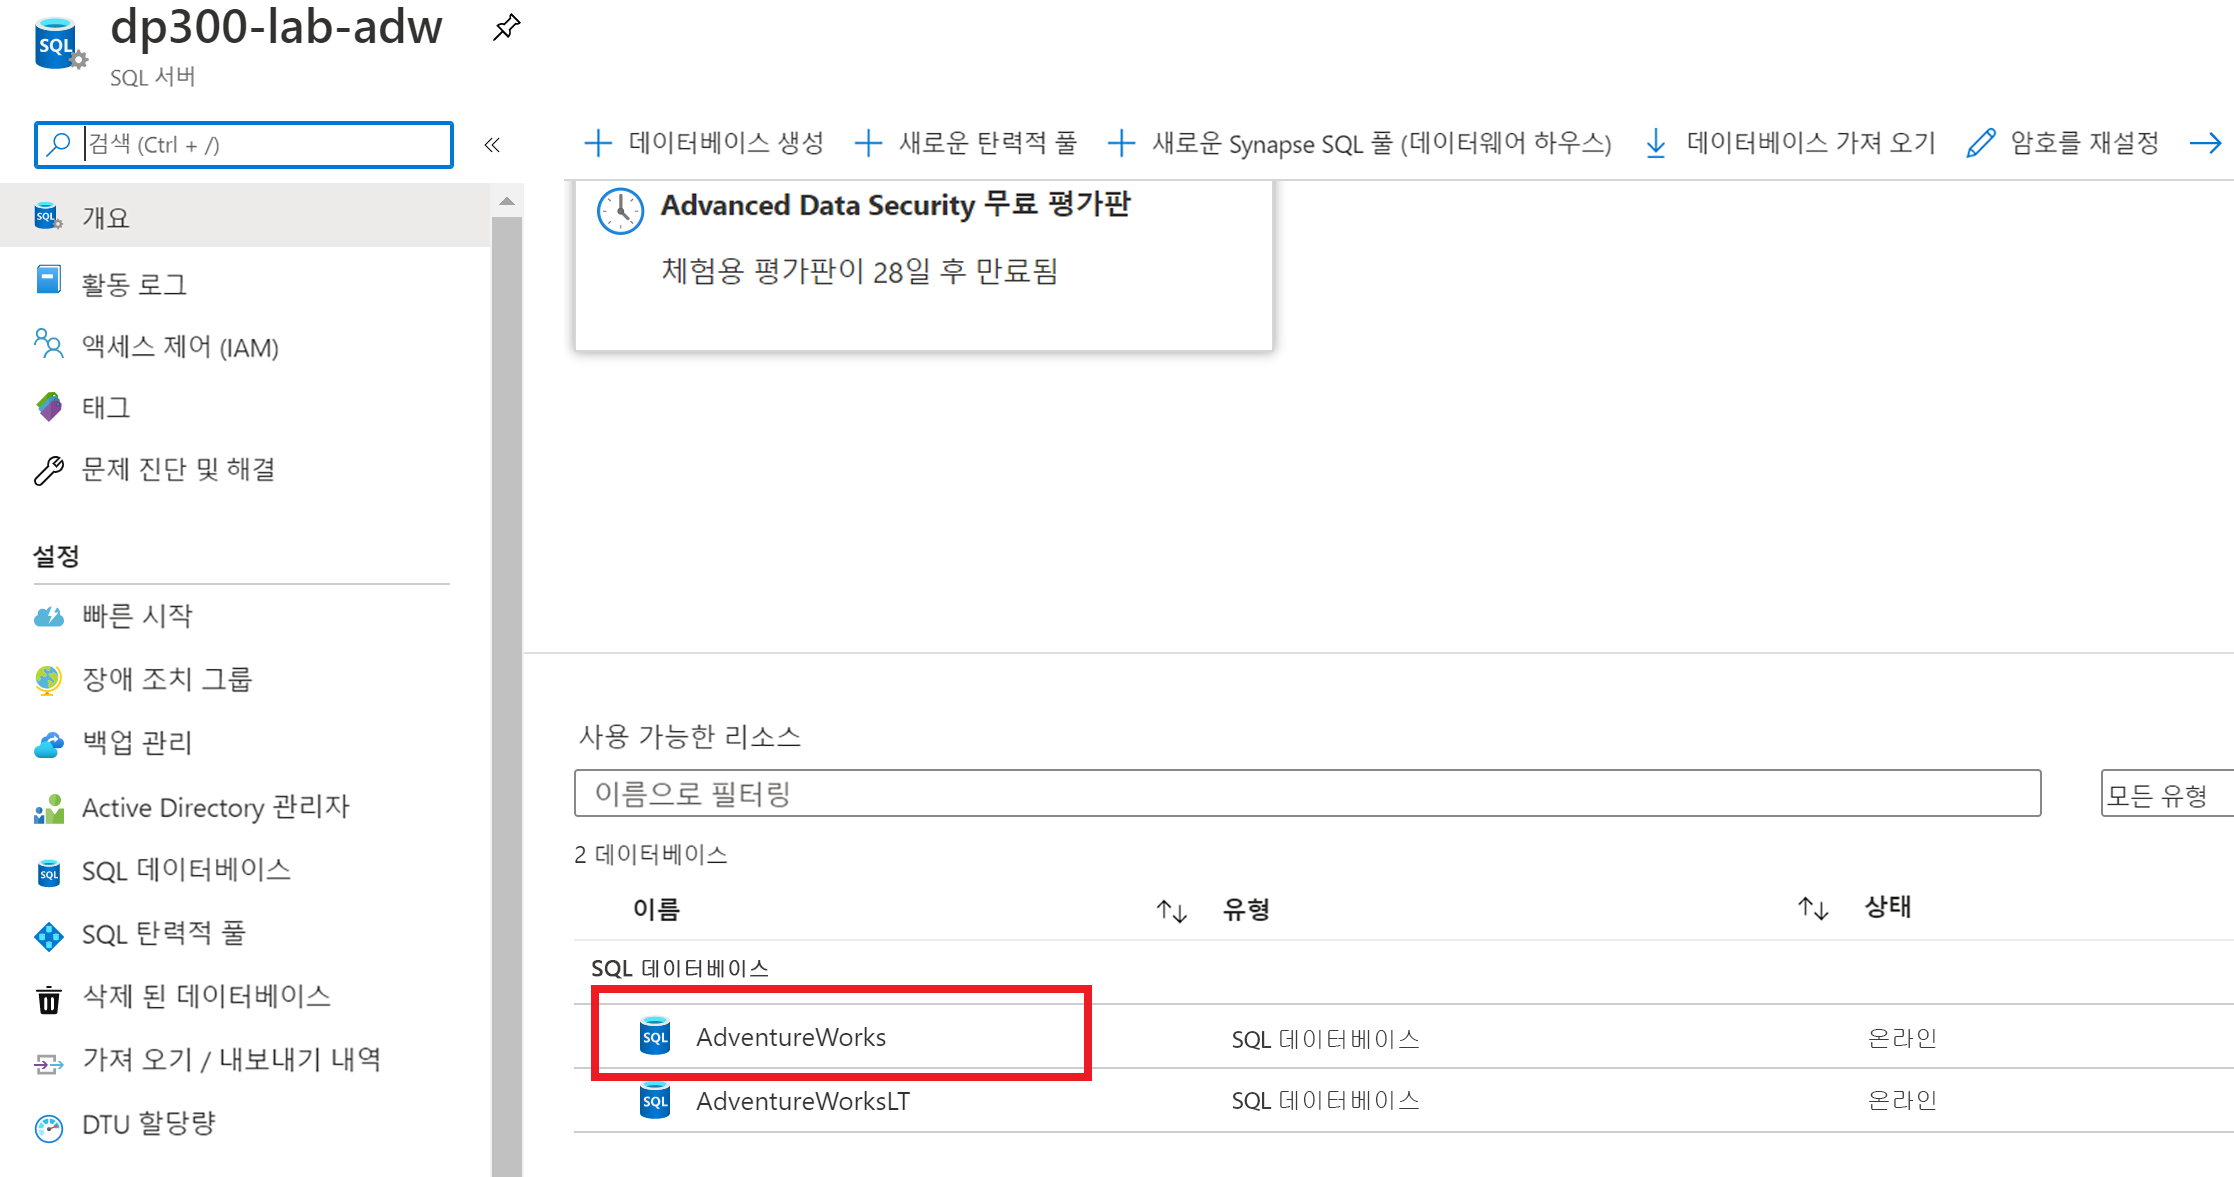 dp300-lab-adw
SQL 서버
검색 (Ctrl + /)
«
데이터베이스 생성 새로운 탄력적 풀 새로운 Synapse SQL 풀 (데이터웨어 하우스) 데이터베이스 가져 오기 암호를 재설정
개요
활동 로그
액세스 제어 (IAM)
태그
문제 진단 및 해결
설정
빠른 시작
장애 조치 그룹
백업 관리
Active Directory 관리자
SQL 데이터베이스
SQL 탄력적 풀
삭제 된 데이터베이스
가져 오기 / 내보내기 내역
DTU 할당량
Advanced Data Security 무료 평가판
체험용 평가판이 28일 후 만료됨
사용 가능한 리소스
이름으로 필터링 모든 유형
2 데이터베이스
이름 유형 상태
SQL 데이터베이스
AdventureWorks SQL 데이터베이스 온라인
AdventureWorksLT SQL 데이터베이스 온라인